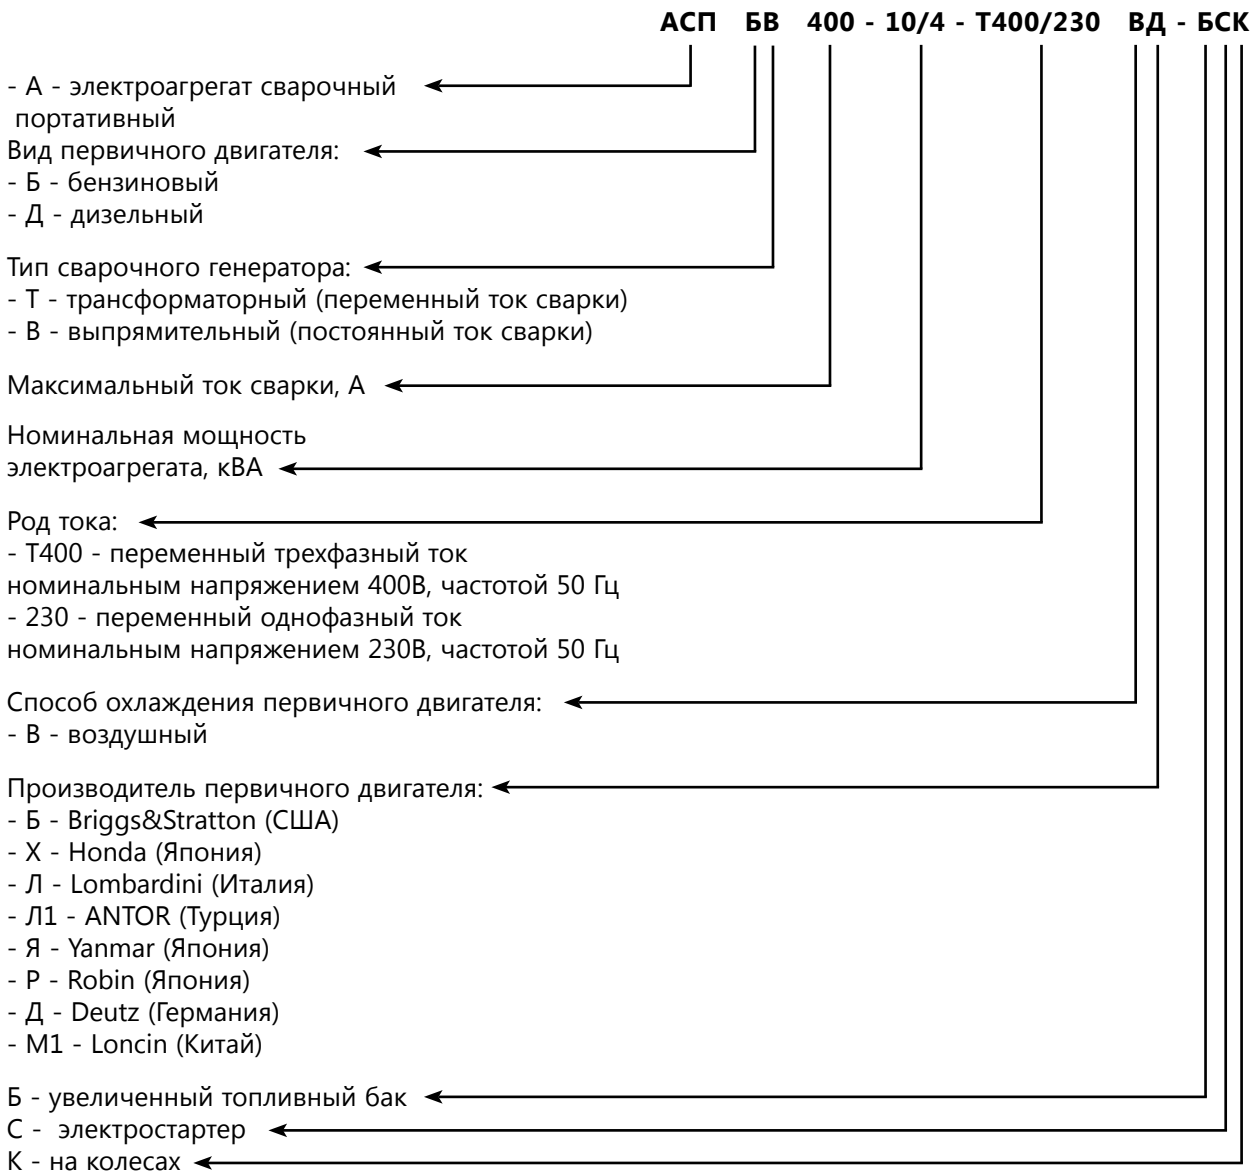 АСП БВ 400 - 10/4 - Т400/230 ВД - БСК
- А - электроагрегат сварочный
портативный
Вид первичного двигателя:
- Б - бензиновый
- Д - дизельный
Тип сварочного генератора:
- Т - трансформаторный (переменный ток сварки)
- В - выпрямительный (постоянный ток сварки)
Максимальный ток сварки, А
Номинальная мощность
электроагрегата, кВА
Род тока:
- Т400 - переменный трехфазный ток
номинальным напряжением 400В, частотой 50 Гц
- 230 - переменный однофазный ток
номинальным напряжением 230В, частотой 50 Гц
Способ охлаждения первичного двигателя:
- В - воздушный
Производитель первичного двигателя:
- Б - Briggs&Stratton (США)
- Х - Honda (Япония)
- Л - Lombardini (Италия)
- Л1 - ANTOR (Турция)
- Я - Yanmar (Япония)
- Р - Robin (Япония)
- Д - Deutz (Германия)
- М1 - Loncin (Китай)
Б - увеличенный топливный бак
С - электростартер
К - на колесах